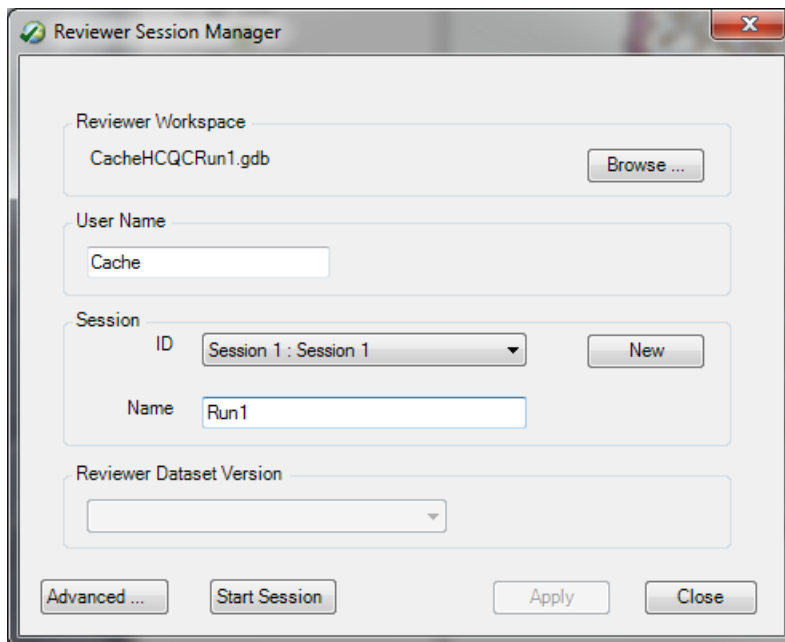 Reviewer Session Manager
Reviewer Workspace
CacheHCQCRun1.gdb
Browse ...
User Name
Cache
Session
ID
Session 1 : Session 1
New
Name
Run1
Reviewer Dataset Version
Advanced ...
Start Session
Apply
Close